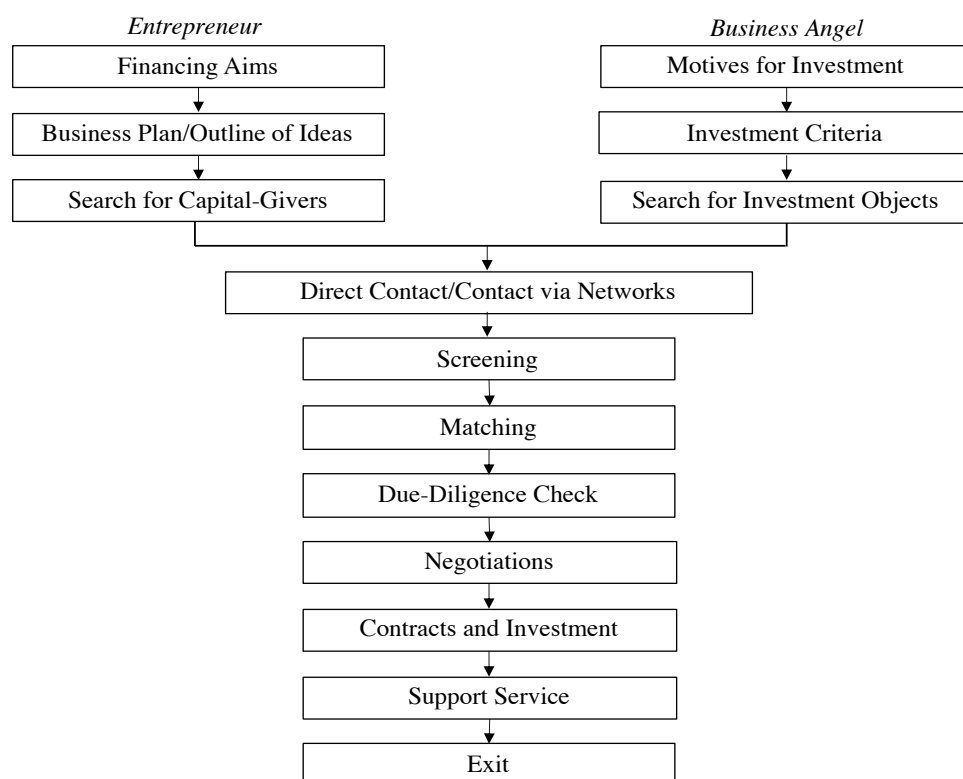 Entrepreneur
Business Angel
Financing Aims
Motives for Investment
Business Plan/Outline of Ideas
Investment Criteria
Search for Capital-Givers
Search for Investment Objects
Direct Contact/Contact via Networks
Screening
Matching
Due-Diligence Check
Negotiations
Contracts and Investment
Support Service
Exit